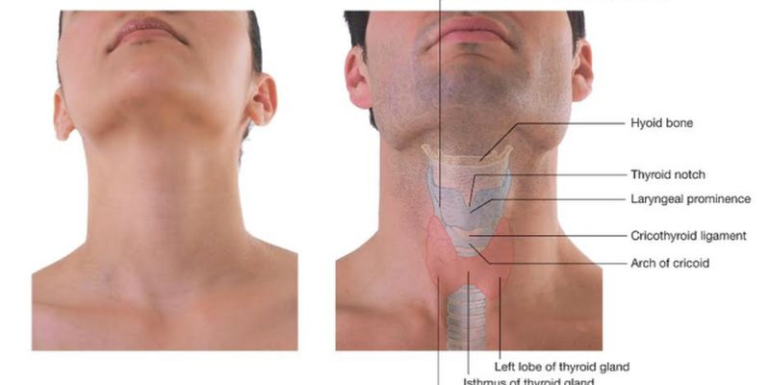 Hyoid bone
Thyroid notch
Laryngeal prominence
Cricothyroid ligament
Arch of cricoid
Left lobe of thyroid gland
Isthmus of thyroid gland